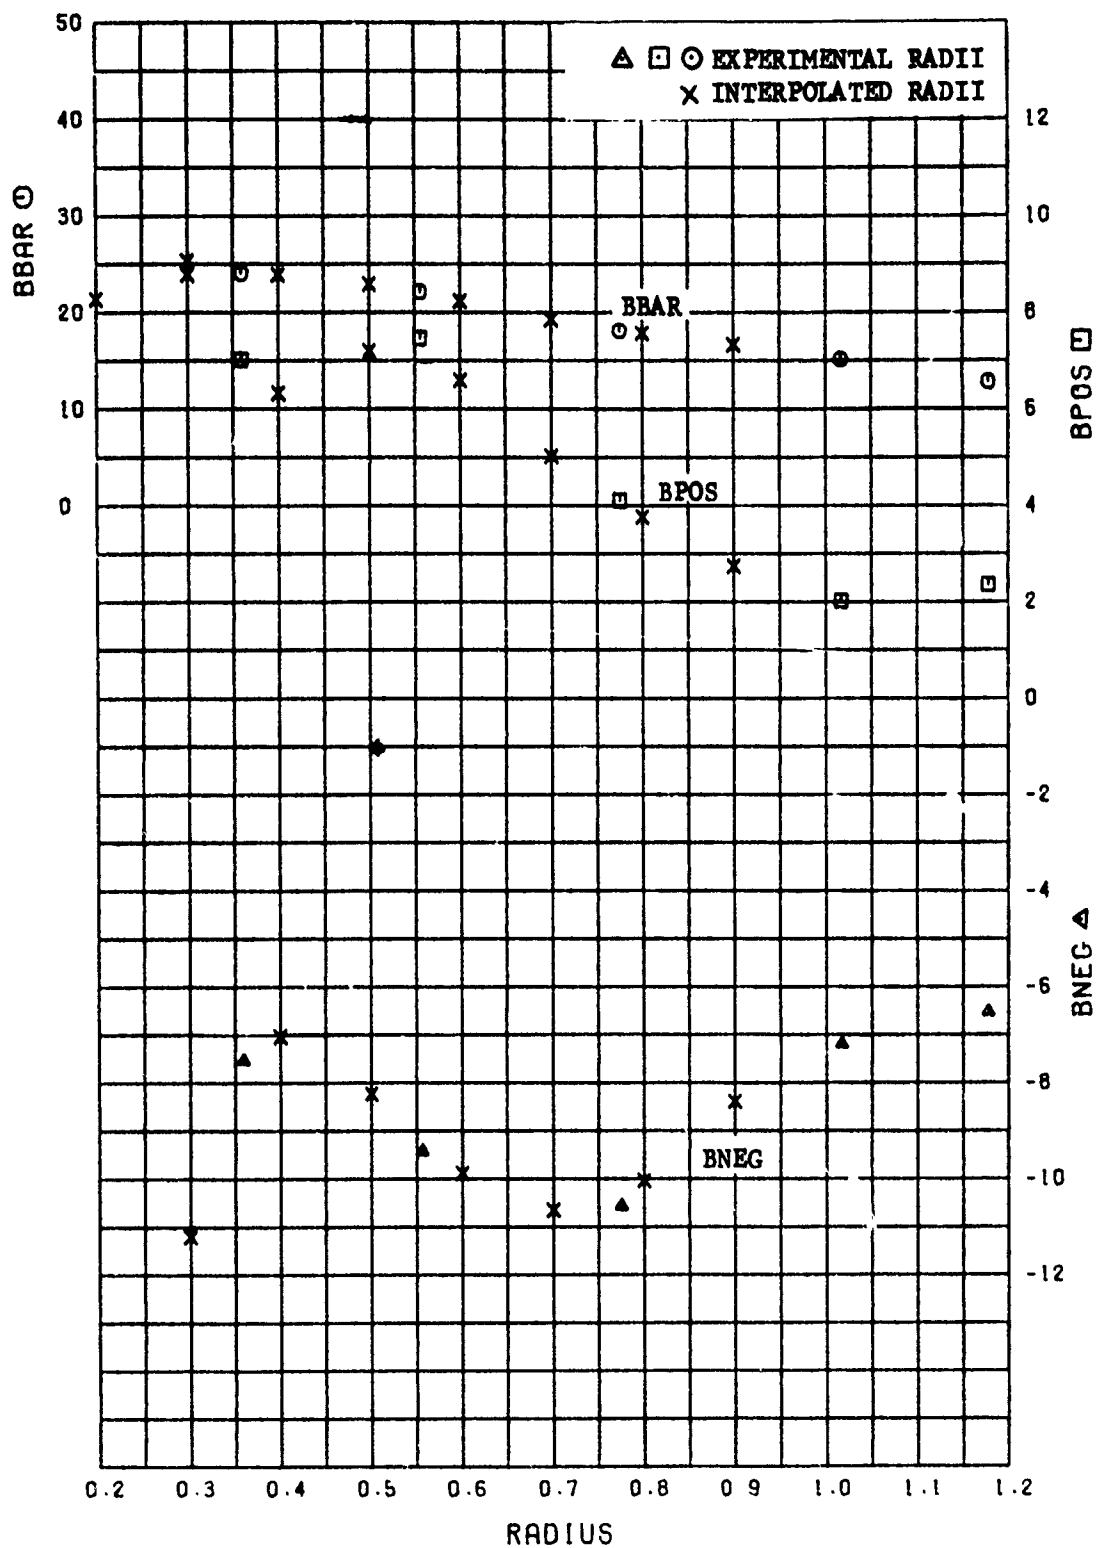 50
EXPERIMENTAL RADII
INTERPOLATED RADII
40
12
BBAR
30
10
BBAR
20
8
BPOS
10
6
BPOS
0
4
2
0
-2
-4
BNEG
-6
-8
BNEG
-10
-12
0.2 0.3 0.4 0.5 0.6 0.7 0.8 0 9 1.0 1.1 1.2
RADIUS